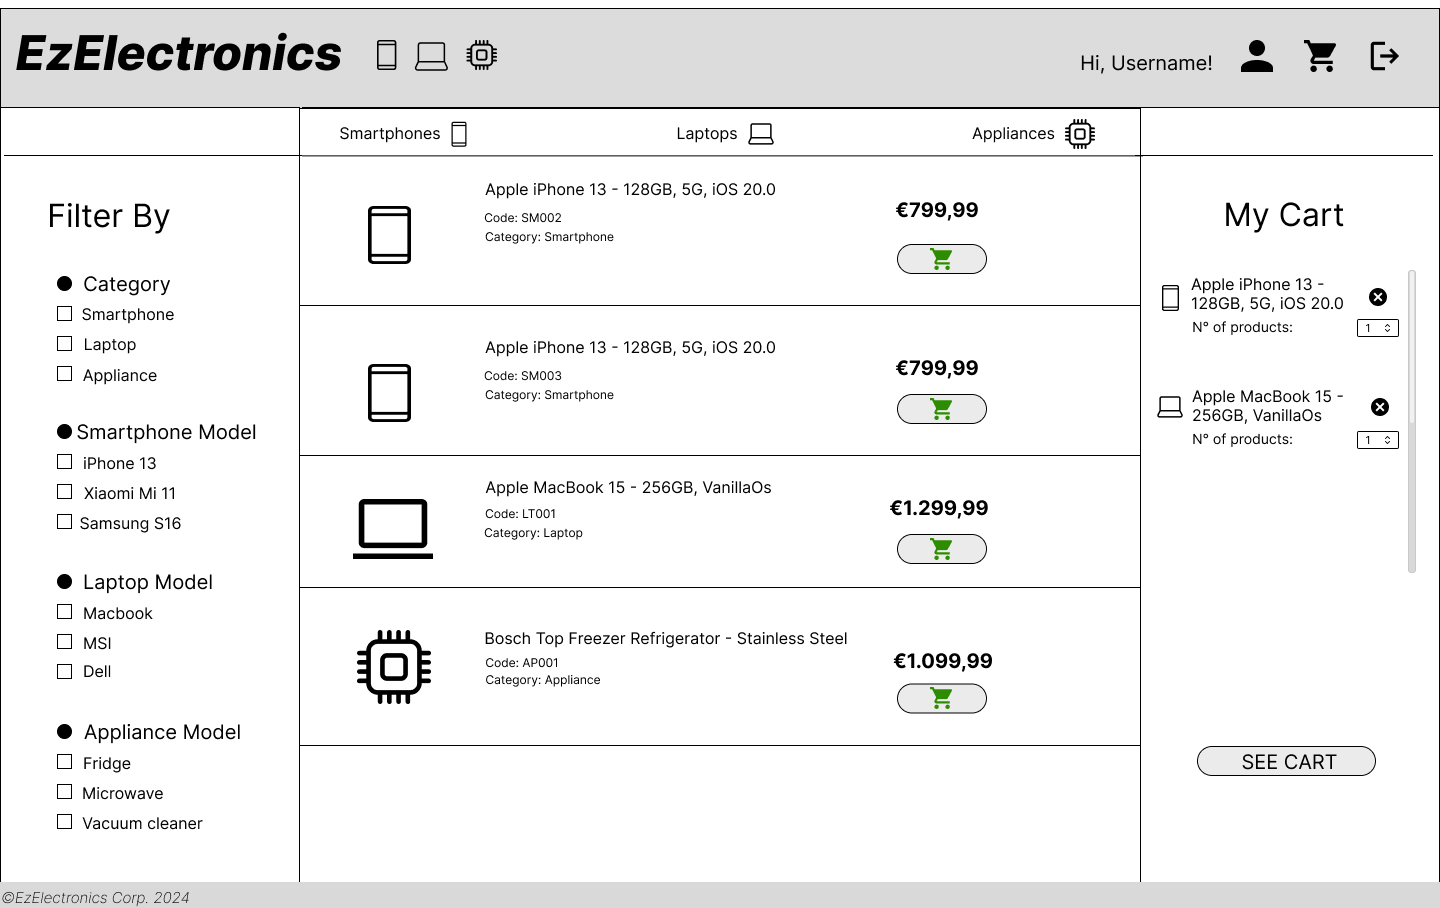 EzElectronics
Hi, Username!
Smartphones
Laptops
Appliances
Filter By
Category
Smartphone
Laptop
Appliance
Smartphone Model
iPhone 13
Xiaomi Mi 11
Samsung S16
Laptop Model
Macbook
MSI
Dell
Appliance Model
Fridge
Microwave
Vacuum cleaner
Apple iPhone 13 - 128GB, 5G, iOS 20.0
Code: SM002
Category: Smartphone
€799,99
Apple iPhone 13 - 128GB, 5G, iOS 20.0
Code: SM003
Category: Smartphone
€799,99
Apple MacBook 15 - 256GB, VanillaOs
Code: LT001
Category: Laptop
€1.299,99
Bosch Top Freezer Refrigerator - Stainless Steel
Code: AP001
Category: Appliance
€1.099,99
My Cart
Apple iPhone 13 -
128GB, 5G, iOS 20.0
N° of products:
1
Apple MacBook 15 -
256GB, VanillaOs
N° of products:
1
SEE CART
©EzElectronics Corp. 2024